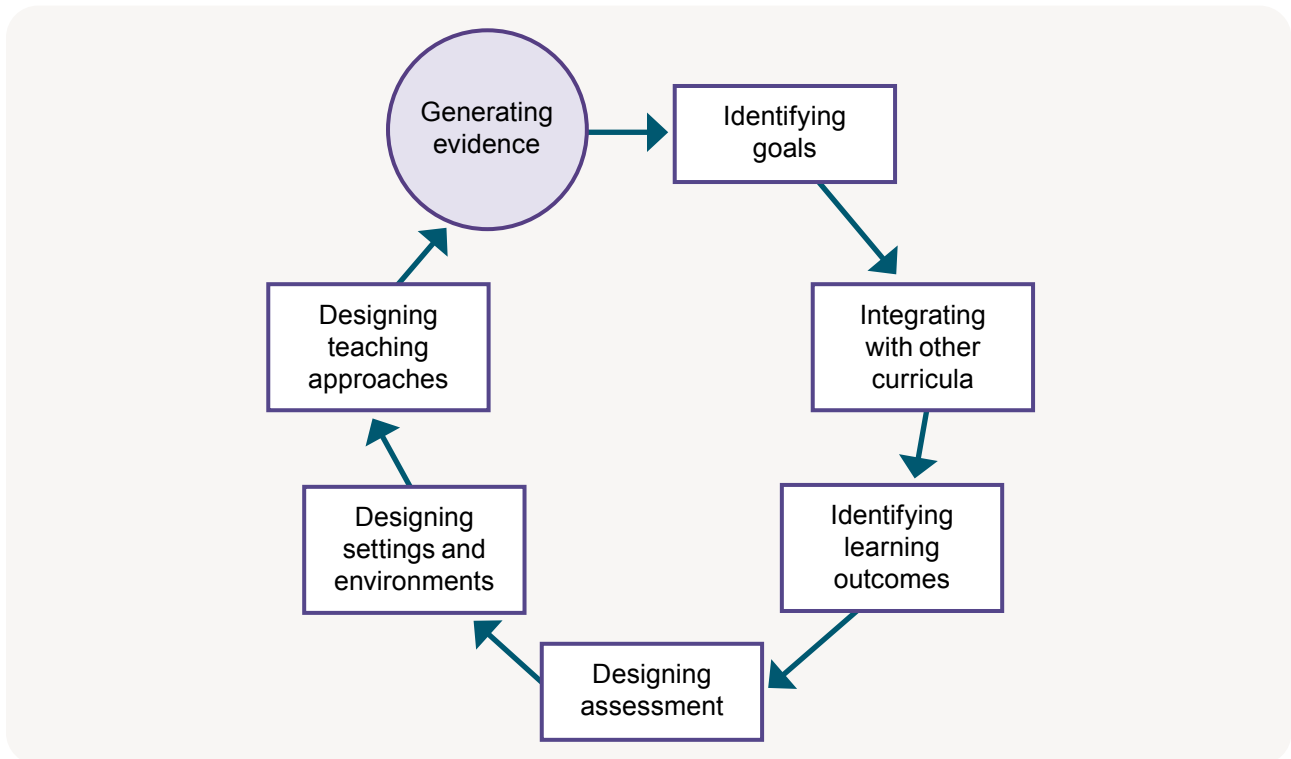 Generating
evidence
Identifying
goals
Integrating
with other
curricula
Identifying
learning
outcomes
Designing
assessment
Designing
settings and
environments
Designing
teaching
approaches